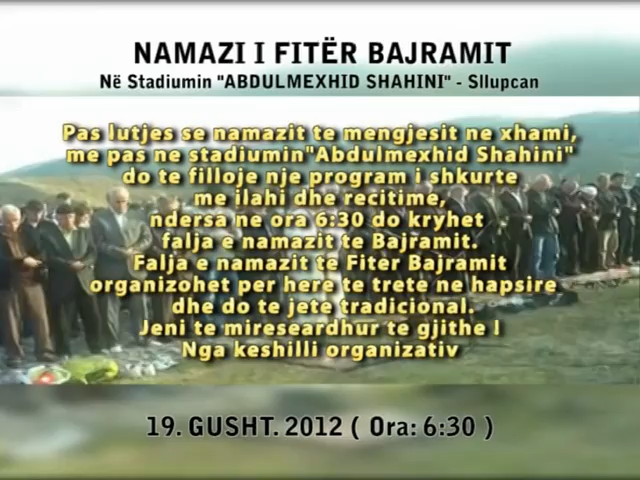 NAMAZI I FITËR BAJRAMIT
Në Stadiumin "ABDULMEXHID SHAHINI" - Sllupcan
Pas lutjes se namazit te mengjesit ne xhami,
me pas ne stadiumin"Abdulmexhid Shahini"
do te filloje nje program i shkurte
me ilahi dhe recitime,
ndersa ne ora 6:30 do kryhet
falja e namazit te Bajramit.
Falja e namazit te Fiter Bajramit
organizohet per here te trete ne hapsire
dhe do te jete tradicional.
Jeni te mireseardhur te gjithe !
Nga keshilli organizativ
19. GUSHT. 2012 ( Ora: 6:30 )